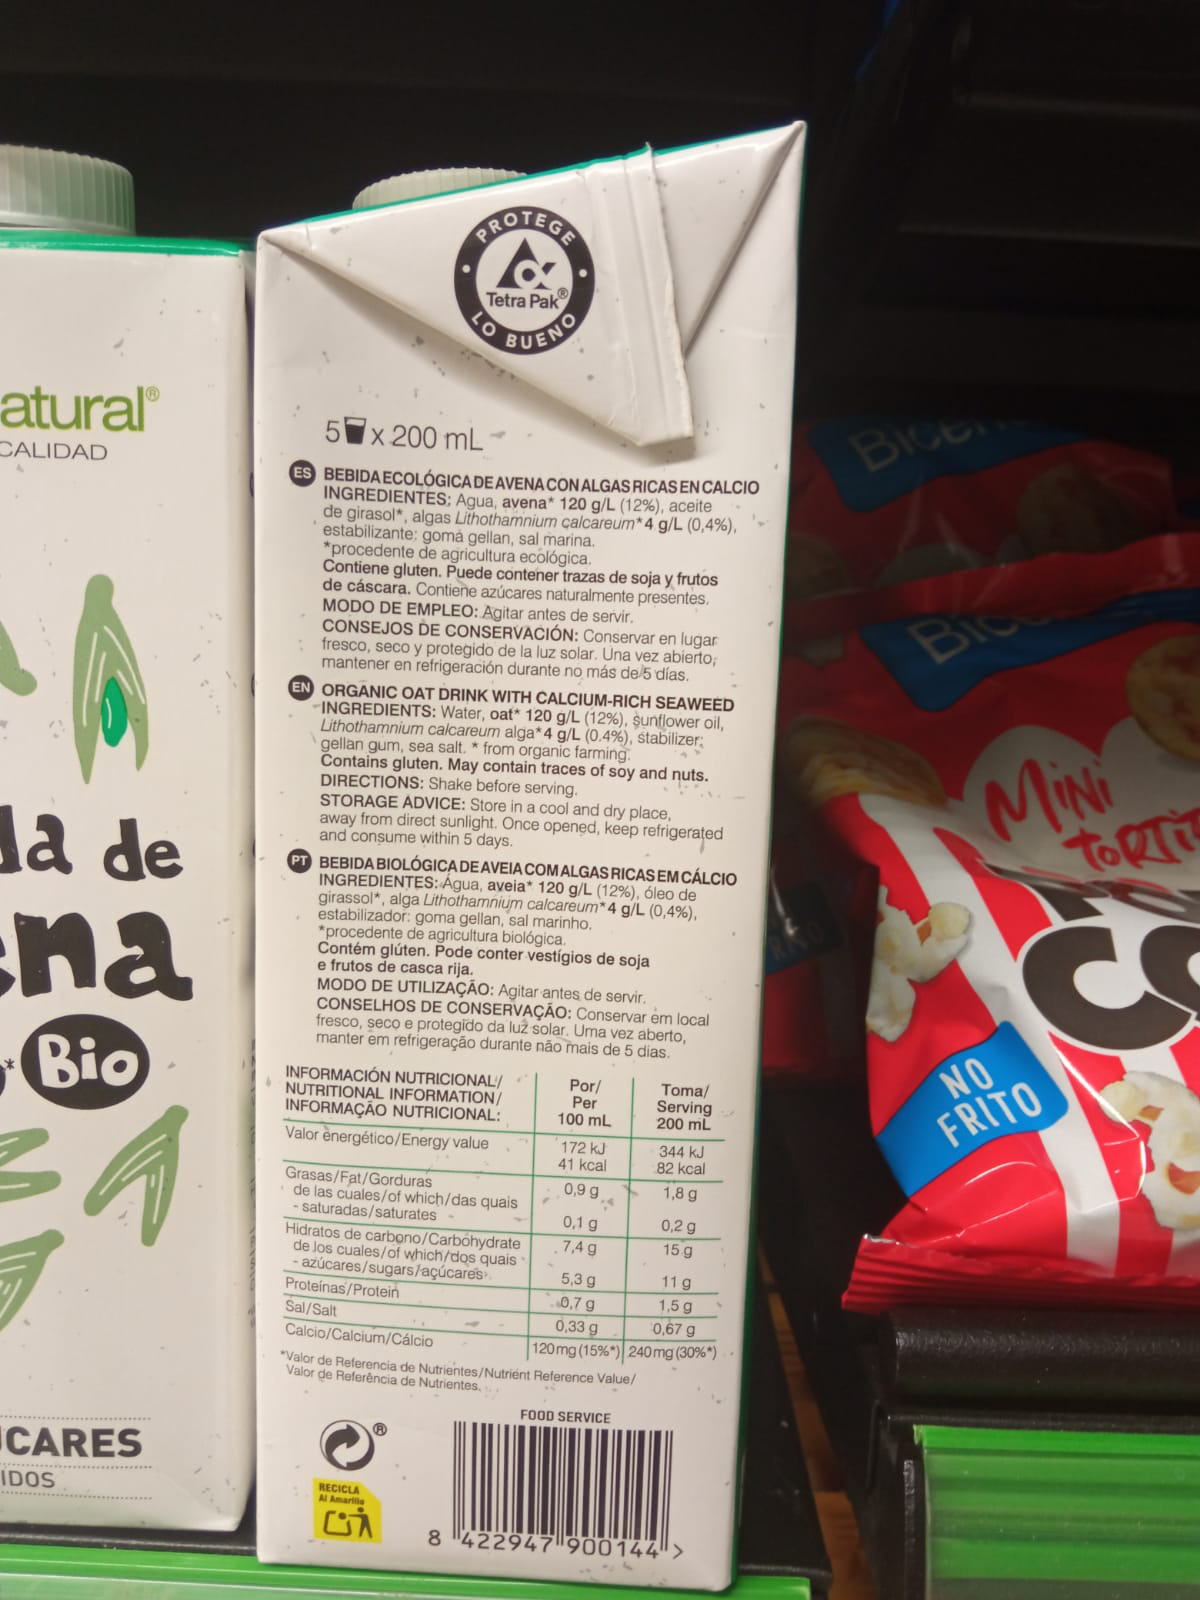 atural®
CALIDAD
da de
ena
Bio
CARES
IDOS
PROTEGE
Tetra Pak®
LO BUENO
5 x 200 mL
ES BEBIDA ECOLÓGICA DE AVENA CON ALGAS RICAS EN CALCIO
INGREDIENTES: Agua, avena* 120 g/L (12%), aceite
de girasol*, algas Lithothamnium calcareum* 4 g/L (0,4%),
estabilizante: goma gellan, sal marina.
*procedente de agricultura ecológica.
Contiene gluten. Puede contener trazas de soja y frutos
de cáscara. Contiene azúcares naturalmente presentes.
MODO DE EMPLEO: Agitar antes de servir.
CONSEJOS DE CONSERVACIÓN: Conservar en lugar
fresco, seco y protegido de la luz solar. Una vez abierto,
mantener en refrigeración durante no más de 5 días.
EN ORGANIC OAT DRINK WITH CALCIUM-RICH SEAWEED
INGREDIENTS: Water, oat* 120 g/L (12%), sunflower oil,
Lithothamnium calcareum alga* 4 g/L (0.4%), stabilizer:
gellan gum, sea salt. * from organic farming.
Contains gluten. May contain traces of soy and nuts.
DIRECTIONS: Shake before serving.
STORAGE ADVICE: Store in a cool and dry place,
away from direct sunlight. Once opened, keep refrigerated
and consume within 5 days.
PT BEBIDA BIOLÓGICA DE AVEIA COM ALGAS RICAS EM CÁLCIO
INGREDIENTES: Água, aveia* 120 g/L (12%), óleo de
girassol*, alga Lithothamnium calcareum* 4 g/L (0,4%),
estabilizador: goma gellan, sal marinho.
*procedente de agricultura biológica.
Contém glúten. Pode conter vestígios de soja
e frutos de casca rija.
MODO DE UTILIZAÇÃO: Agitar antes de servir.
CONSELHOS DE CONSERVAÇÃO: Conservar em local
fresco, seco e protegido da luz solar. Uma vez aberto,
manter em refrigeração durante não mais de 5 dias.
INFORMACIÓN NUTRICIONAL/
NUTRITIONAL INFORMATION/
INFORMAÇÃO NUTRICIONAL:
Por/
Per
100 mL
Toma/
Serving
200 mL
Valor energético/Energy value 172 kJ 344 kJ
41 kcal 82 kcal
Grasas/Fat/Gorduras 0,9 g 1,8 g
de las cuales/of which/das quais
- saturadas/saturates 0,1 g 0,2 g
Hidratos de carbono/Carbohydrate 7,4 g 15 g
de los cuales/of which/dos quais
- azúcares/sugars/açúcares 5,3 g 11 g
Proteínas/Protein 0,7 g 1,5 g
Sal/Salt 0,33 g 0,67 g
Calcio/Calcium/Cálcio 120 mg (15%*) 240 mg (30%*)
*Valor de Referencia de Nutrientes/Nutrient Reference Value/
Valor de Referência de Nutrientes.
FOOD SERVICE
RECICLA
Al Amarillo
8 422947 900144 >
Bicen
Bice
MINI
TORTIT
CO
NO
FRITO